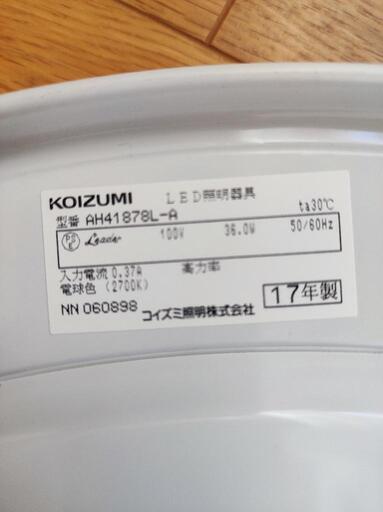 KOIZUMI LED照明器具 ta30℃
型番 AH41878L-A
PSE Leader 100V 36.0W 50/60Hz
入力電流 0.37A 高力率
電球色 (2700K)
NN 060898 コイズミ照明株式会社 17年製